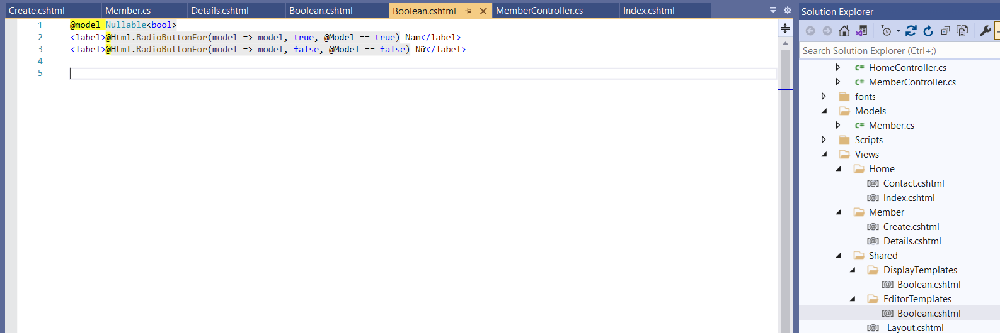 Create.cshtml Member.cs Details.cshtml Boolean.cshtml Boolean.cshtml MemberController.cs Index.cshtml
1 @model Nullable<bool>
2 <label>@Html.RadioButtonFor(model => model, true, @Model == true) Nam</label>
3 <label>@Html.RadioButtonFor(model => model, false, @Model == false) Nữ</label>
4
5
Solution Explorer
Search Solution Explorer (Ctrl+;)
C# HomeController.cs
C# MemberController.cs
fonts
Models
C# Member.cs
Scripts
Views
Home
[@] Contact.cshtml
[@] Index.cshtml
Member
[@] Create.cshtml
[@] Details.cshtml
Shared
DisplayTemplates
[@] Boolean.cshtml
EditorTemplates
[@] Boolean.cshtml
[@] _Layout.cshtml